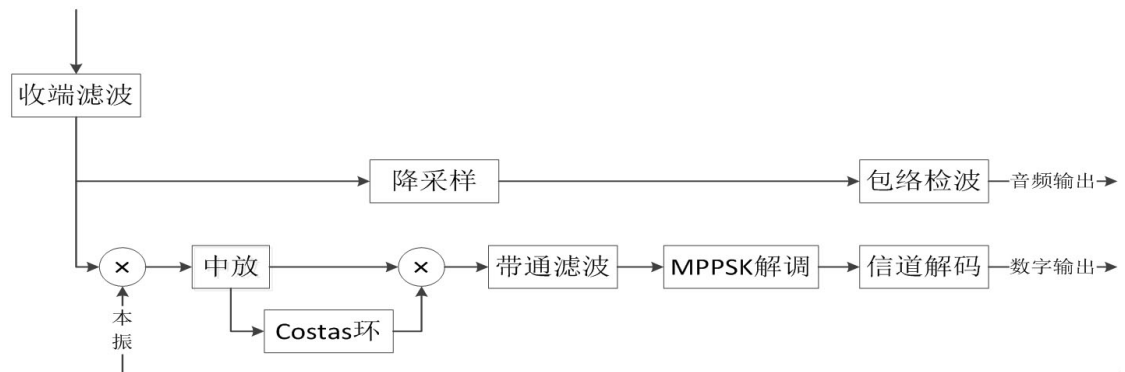 收端滤波
降采样
包络检波
音频输出
×
中放
×
带通滤波
MPPSK解调
信道解码
数字输出
本振
Costas环